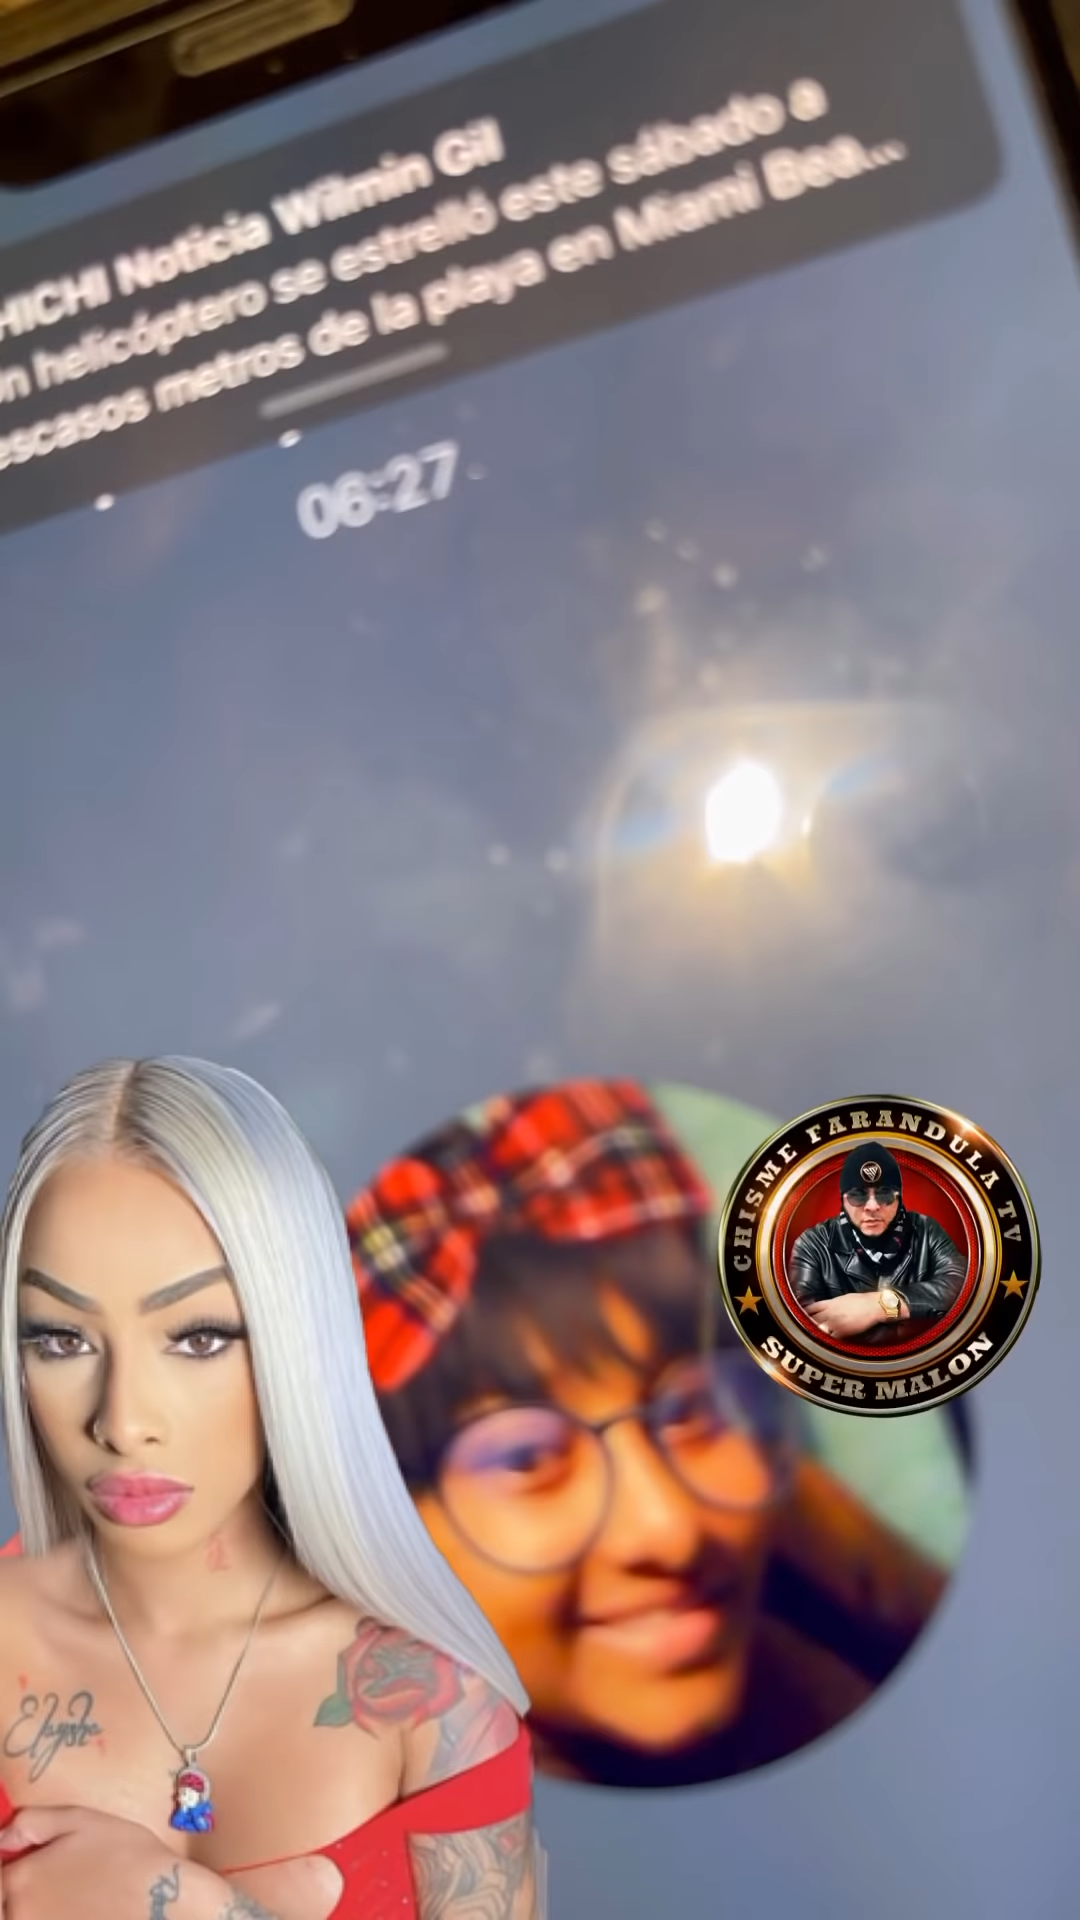 HICHI Noticia Wilmin Gil
n helicóptero se estrelló este sábado a
escasos metros de la playa en Miami Bea...
06:27
CHISME FARANDULA TV
SUPER MALON
Elaysha